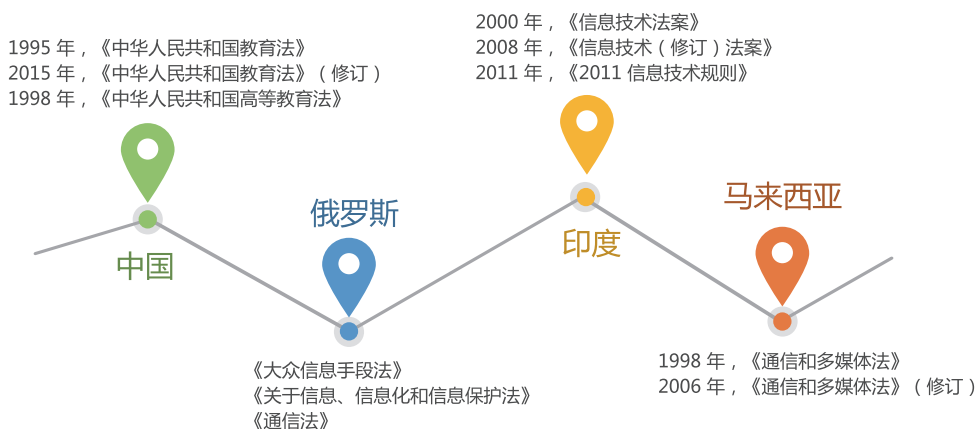 1995 年，《中华人民共和国教育法》
2015 年，《中华人民共和国教育法》（修订）
1998 年，《中华人民共和国高等教育法》
中国
俄罗斯
《大众信息手段法》
《关于信息、信息化和信息保护法》
《通信法》
2000 年，《信息技术法案》
2008 年，《信息技术（修订）法案》
2011 年，《2011 信息技术规则》
印度
马来西亚
1998 年，《通信和多媒体法》
2006 年，《通信和多媒体法》（修订）